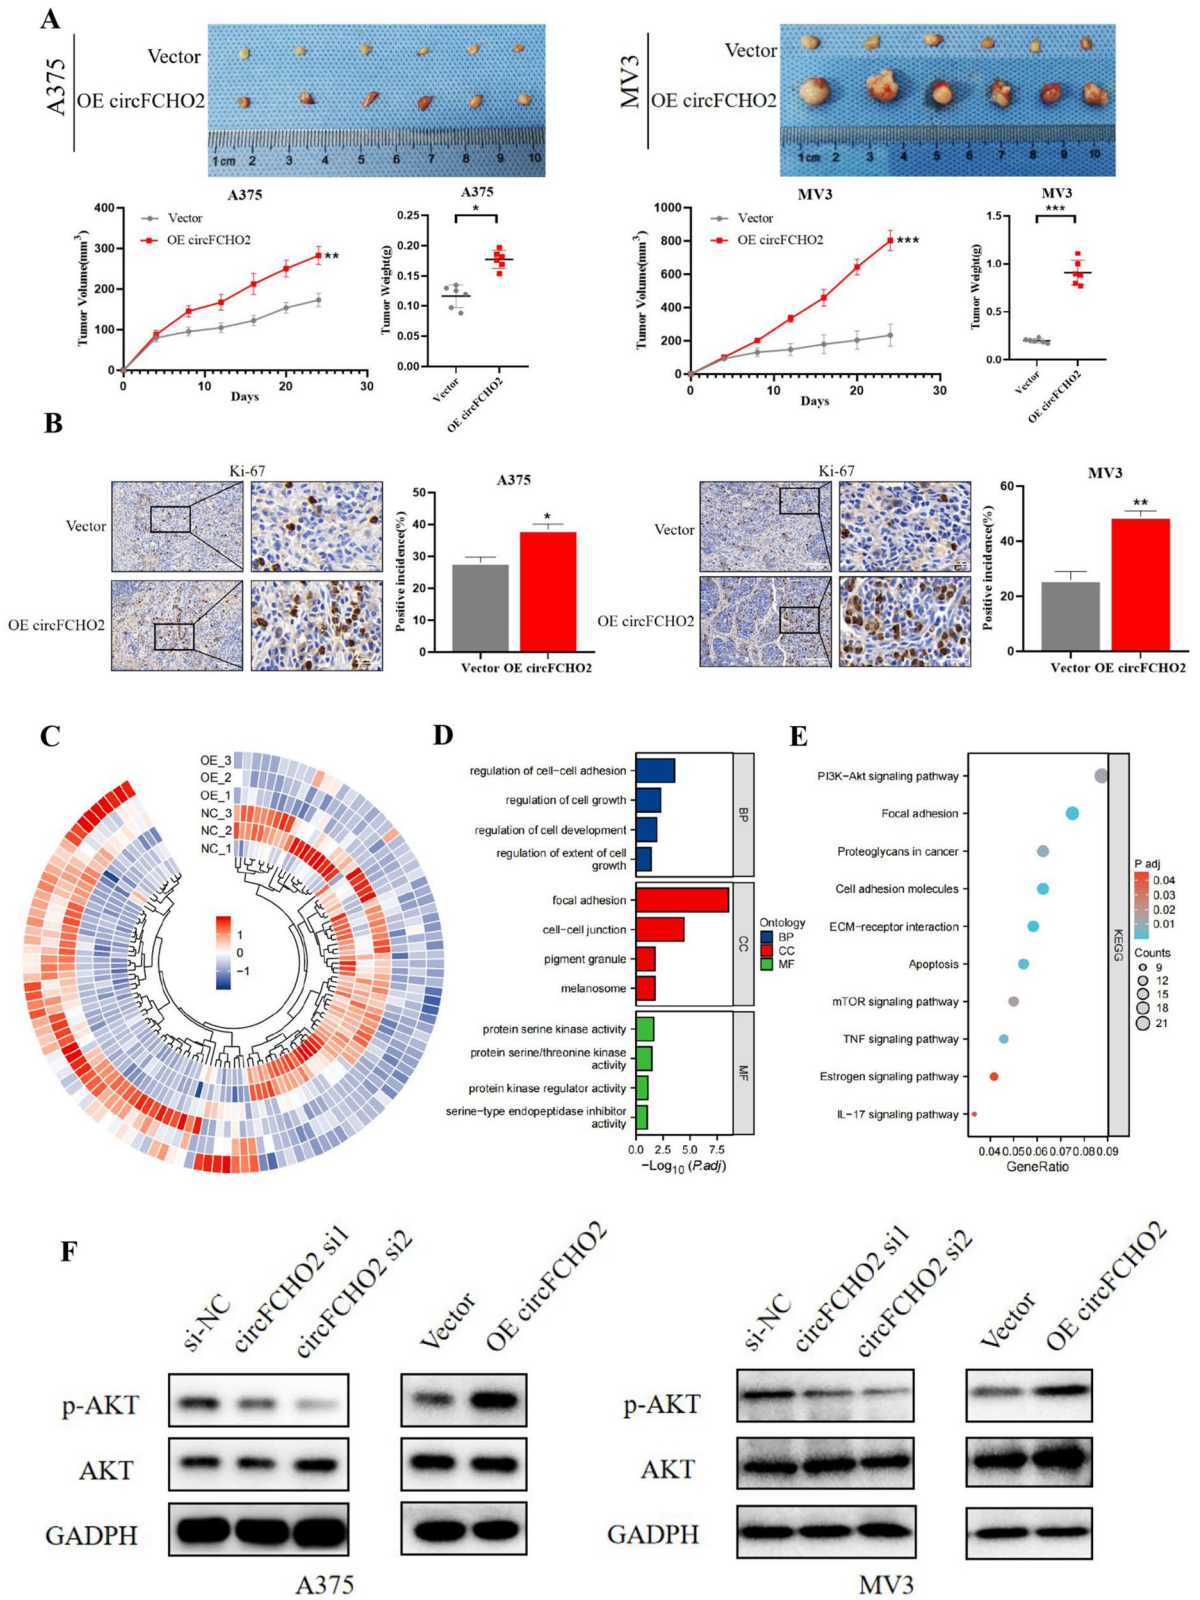 A
A375
Vector
OE circFCHO2
1cm 2 3 4 5 6 7 8 9 10
MV3
Vector
OE circFCHO2
1cm 2 3 4 5 6 7 8 9 10
A375
Tumor Volume(mm³)
400
300
200
100
0
Vector
OE circFCHO2
**
0 10 20 30
Days
A375
*
Tumor Weight(g)
0.25
0.20
0.15
0.10
0.05
0.00
Vector
OE circFCHO2
MV3
Tumor Volume(mm³)
1000
800
600
400
200
0
Vector
OE circFCHO2
***
0 10 20 30
Days
MV3
***
Tumor Weight(g)
1.5
1.0
0.5
0.0
Vector
OE circFCHO2
B
Ki-67
Vector
OE circFCHO2
A375
Positive incidence(%)
50
40
30
20
10
0
*
Vector OE circFCHO2
Ki-67
Vector
OE circFCHO2
MV3
Positive incidence(%)
60
40
20
0
**
Vector OE circFCHO2
C
OE_3
OE_2
OE_1
NC_3
NC_2
NC_1
1
0
−1
D
regulation of cell−cell adhesion
regulation of cell growth
regulation of cell development
regulation of extent of cell
growth
BP
focal adhesion
cell−cell junction
pigment granule
melanosome
CC
protein serine kinase activity
protein serine/threonine kinase
activity
protein kinase regulator activity
serine−type endopeptidase inhibitor
activity
MF
0.0 2.5 5.0 7.5
−Log10 (P.adj)
Ontology
BP
CC
MF
E
PI3K−Akt signaling pathway
Focal adhesion
Proteoglycans in cancer
Cell adhesion molecules
ECM−receptor interaction
Apoptosis
mTOR signaling pathway
TNF signaling pathway
Estrogen signaling pathway
IL−17 signaling pathway
KEGG
0.04 0.05 0.06 0.07 0.08 0.09
GeneRatio
P adj
0.04
0.03
0.02
0.01
Counts
9
12
15
18
21
F
si-NC
circFCHO2 si1
circFCHO2 si2
Vector
OE circFCHO2
p-AKT
AKT
GADPH
A375
si-NC
circFCHO2 si1
circFCHO2 si2
Vector
OE circFCHO2
p-AKT
AKT
GADPH
MV3